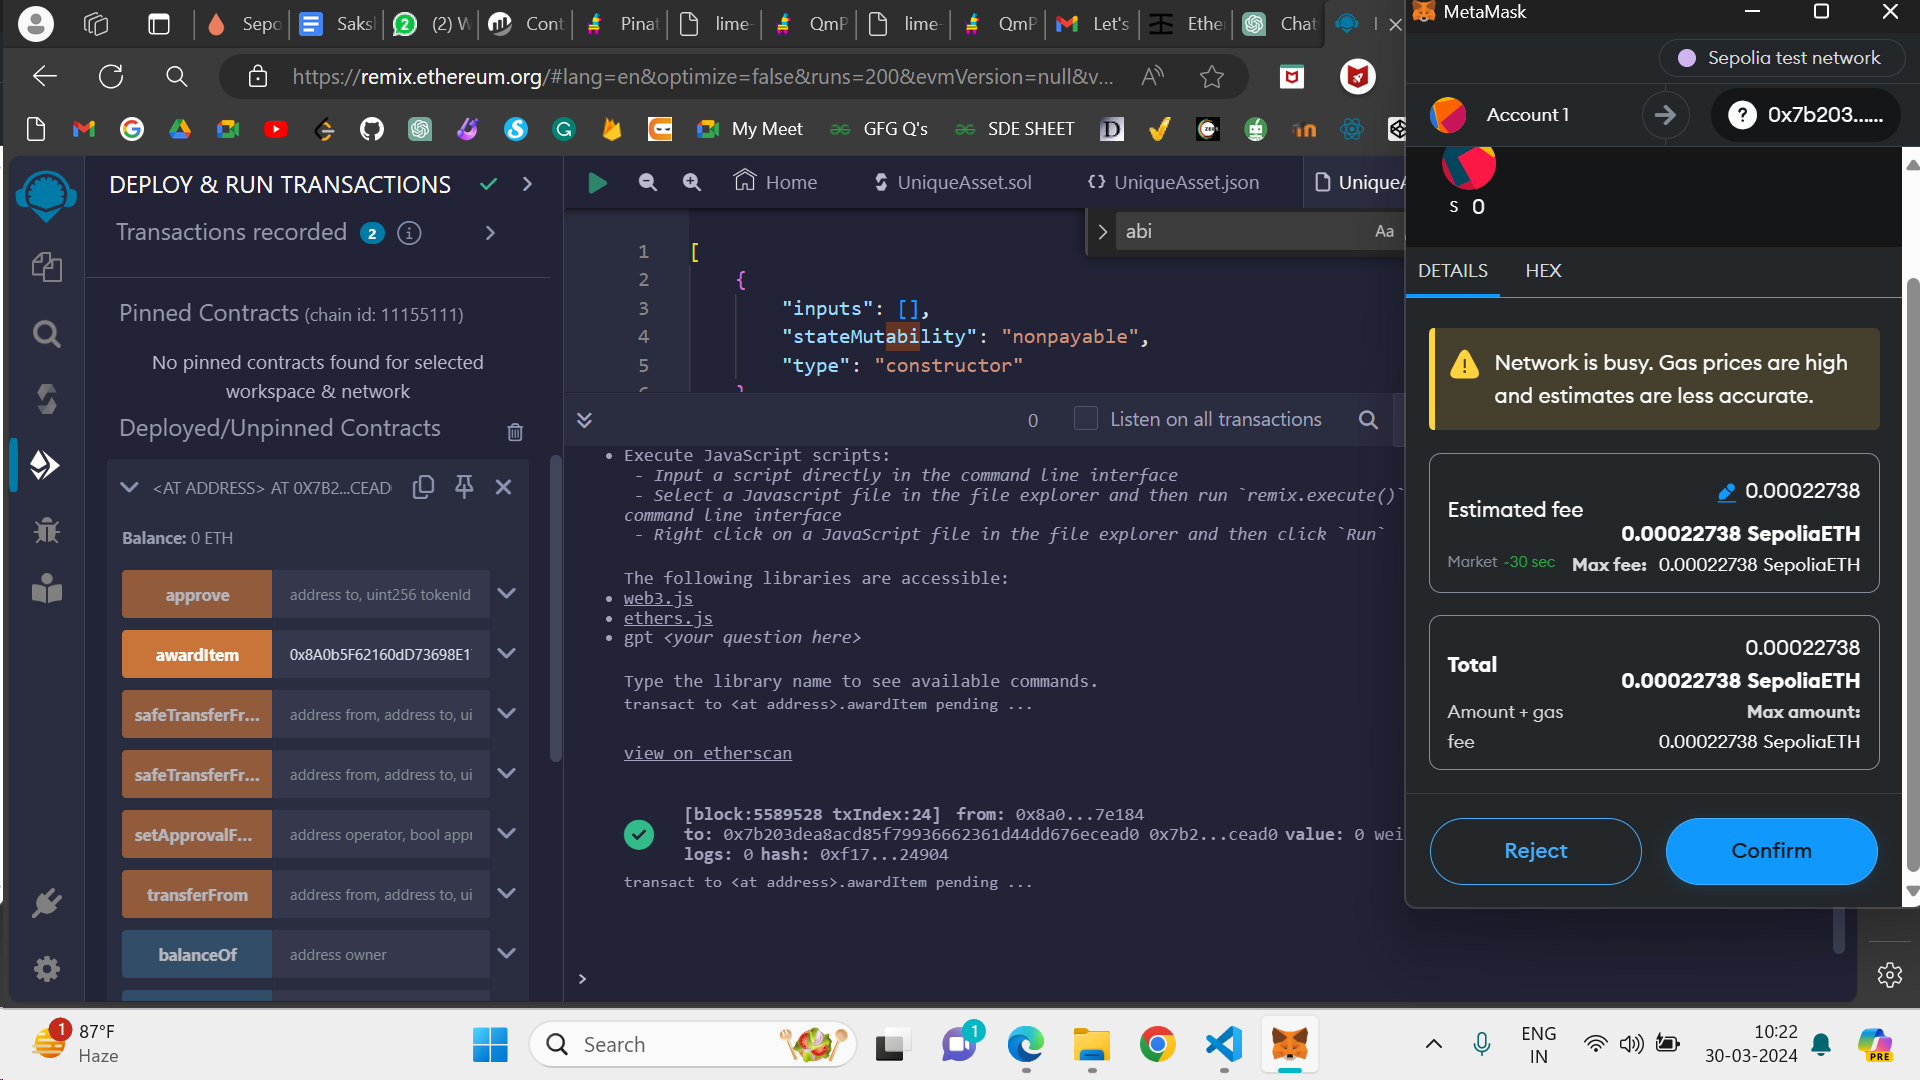 Sepo
Saksl
(2) W
Cont
Pinat
lime-
QmP
lime-
QmP
Let's
Ether
Chat
https://remix.ethereum.org/#lang=en&optimize=false&runs=200&evmVersion=null&v...
My Meet
GFG Q's
SDE SHEET
DEPLOY & RUN TRANSACTIONS
Transactions recorded 2
Pinned Contracts (chain id: 11155111)
No pinned contracts found for selected
workspace & network
Deployed/Unpinned Contracts
<AT ADDRESS> AT 0X7B2...CEAD
Balance: 0 ETH
approve address to, uint256 tokenId
awardItem 0x8A0b5F62160dD73698E1
safeTransferFr... address from, address to, ui
safeTransferFr... address from, address to, ui
setApprovalF... address operator, bool appr
transferFrom address from, address to, ui
balanceOf address owner
Home
UniqueAsset.sol
{} UniqueAsset.json
UniqueA
abi
Aa
1 [
2 {
3 "inputs": [],
4 "stateMutability": "nonpayable",
5 "type": "constructor"
0 Listen on all transactions
• Execute JavaScript scripts:
- Input a script directly in the command line interface
- Select a Javascript file in the file explorer and then run `remix.execute()`
command line interface
- Right click on a JavaScript file in the file explorer and then click `Run`
The following libraries are accessible:
• web3.js
• ethers.js
• gpt <your question here>
Type the library name to see available commands.
transact to <at address>.awardItem pending ...
view on etherscan
[block:5589528 txIndex:24] from: 0x8a0...7e184
to: 0x7b203dea8acd85f79936662361d44dd676ecead0 0x7b2...cead0 value: 0 wei
logs: 0 hash: 0xf17...24904
transact to <at address>.awardItem pending ...
>
MetaMask
Sepolia test network
Account 1
0x7b203......
S 0
DETAILS
HEX
Network is busy. Gas prices are high
and estimates are less accurate.
0.00022738
Estimated fee
0.00022738 SepoliaETH
Market ~30 sec Max fee: 0.00022738 SepoliaETH
0.00022738
Total
0.00022738 SepoliaETH
Amount + gas Max amount:
fee 0.00022738 SepoliaETH
Reject
Confirm
1
87°F
Haze
Search
1
ENG
IN
10:22
30-03-2024
PRE